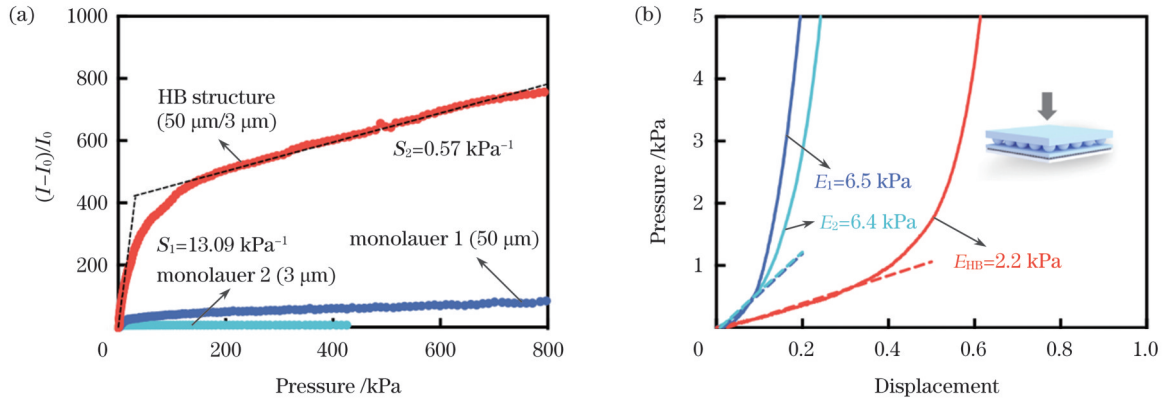 (a)
1000
800
600
400
200
0
(I−I₀)/I₀
HB structure
(50 μm/3 μm)
S₂=0.57 kPa⁻¹
S₁=13.09 kPa⁻¹
monolauer 2 (3 μm)
monolauer 1 (50 μm)
200
400
600
800
Pressure /kPa
(b)
5
4
3
2
1
0
Pressure /kPa
E₁=6.5 kPa
E₂=6.4 kPa
E_HB=2.2 kPa
0.2
0.4
0.6
0.8
1.0
Displacement